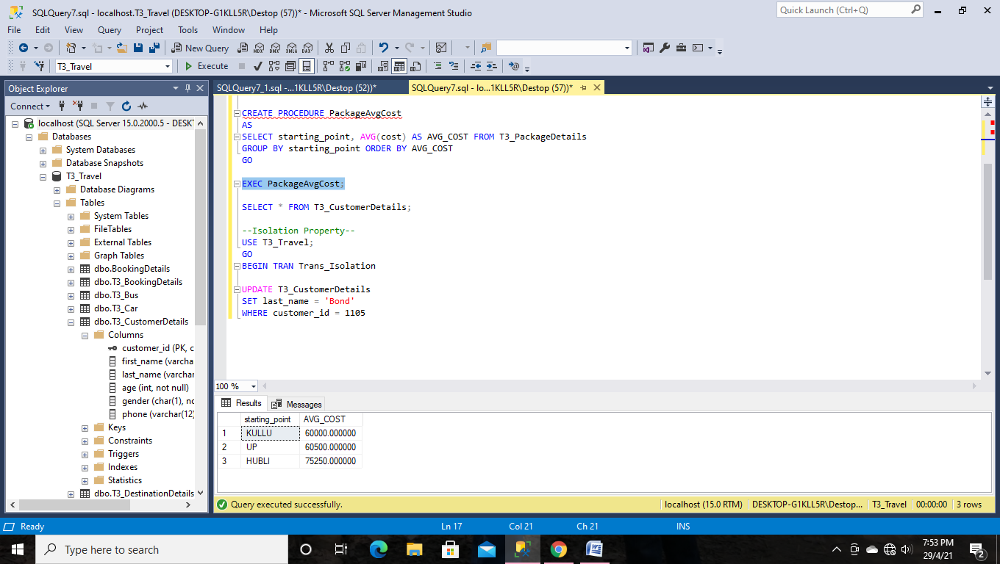 SQLQuery7.sql - localhost.T3_Travel (DESKTOP-G1KLL5R\Destop (57))* - Microsoft SQL Server Management Studio
Quick Launch (Ctrl+Q)
File Edit View Query Project Tools Window Help
New Query MDX DMX XMLA DAX
T3_Travel Execute
Object Explorer
SQLQuery7_1.sql -...1KLL5R\Destop (52))*
SQLQuery7.sql - lo...1KLL5R\Destop (57))*
Connect
localhost (SQL Server 15.0.2000.5 - DESKT
Databases
System Databases
Database Snapshots
T3_Travel
Database Diagrams
Tables
System Tables
FileTables
External Tables
Graph Tables
dbo.BookingDetails
dbo.T3_BookingDetails
dbo.T3_Bus
dbo.T3_Car
dbo.T3_CustomerDetails
Columns
customer_id (PK, c
first_name (varcha
last_name (varchar
age (int, not null)
gender (char(1), nc
phone (varchar(12)
Keys
Constraints
Triggers
Indexes
Statistics
dbo.T3_DestinationDetails
CREATE PROCEDURE PackageAvgCost
AS
SELECT starting_point, AVG(cost) AS AVG_COST FROM T3_PackageDetails
GROUP BY starting_point ORDER BY AVG_COST
GO
EXEC PackageAvgCost;
SELECT * FROM T3_CustomerDetails;
--Isolation Property--
USE T3_Travel;
GO
BEGIN TRAN Trans_Isolation
UPDATE T3_CustomerDetails
SET last_name = 'Bond'
WHERE customer_id = 1105
100 %
Results Messages
starting_point AVG_COST
1 KULLU 60000.000000
2 UP 60500.000000
3 HUBLI 75250.000000
Query executed successfully. localhost (15.0 RTM) DESKTOP-G1KLL5R\Destop... T3_Travel 00:00:00 3 rows
Ready Ln 17 Col 21 Ch 21 INS
Type here to search
7:53 PM
29/4/21
2